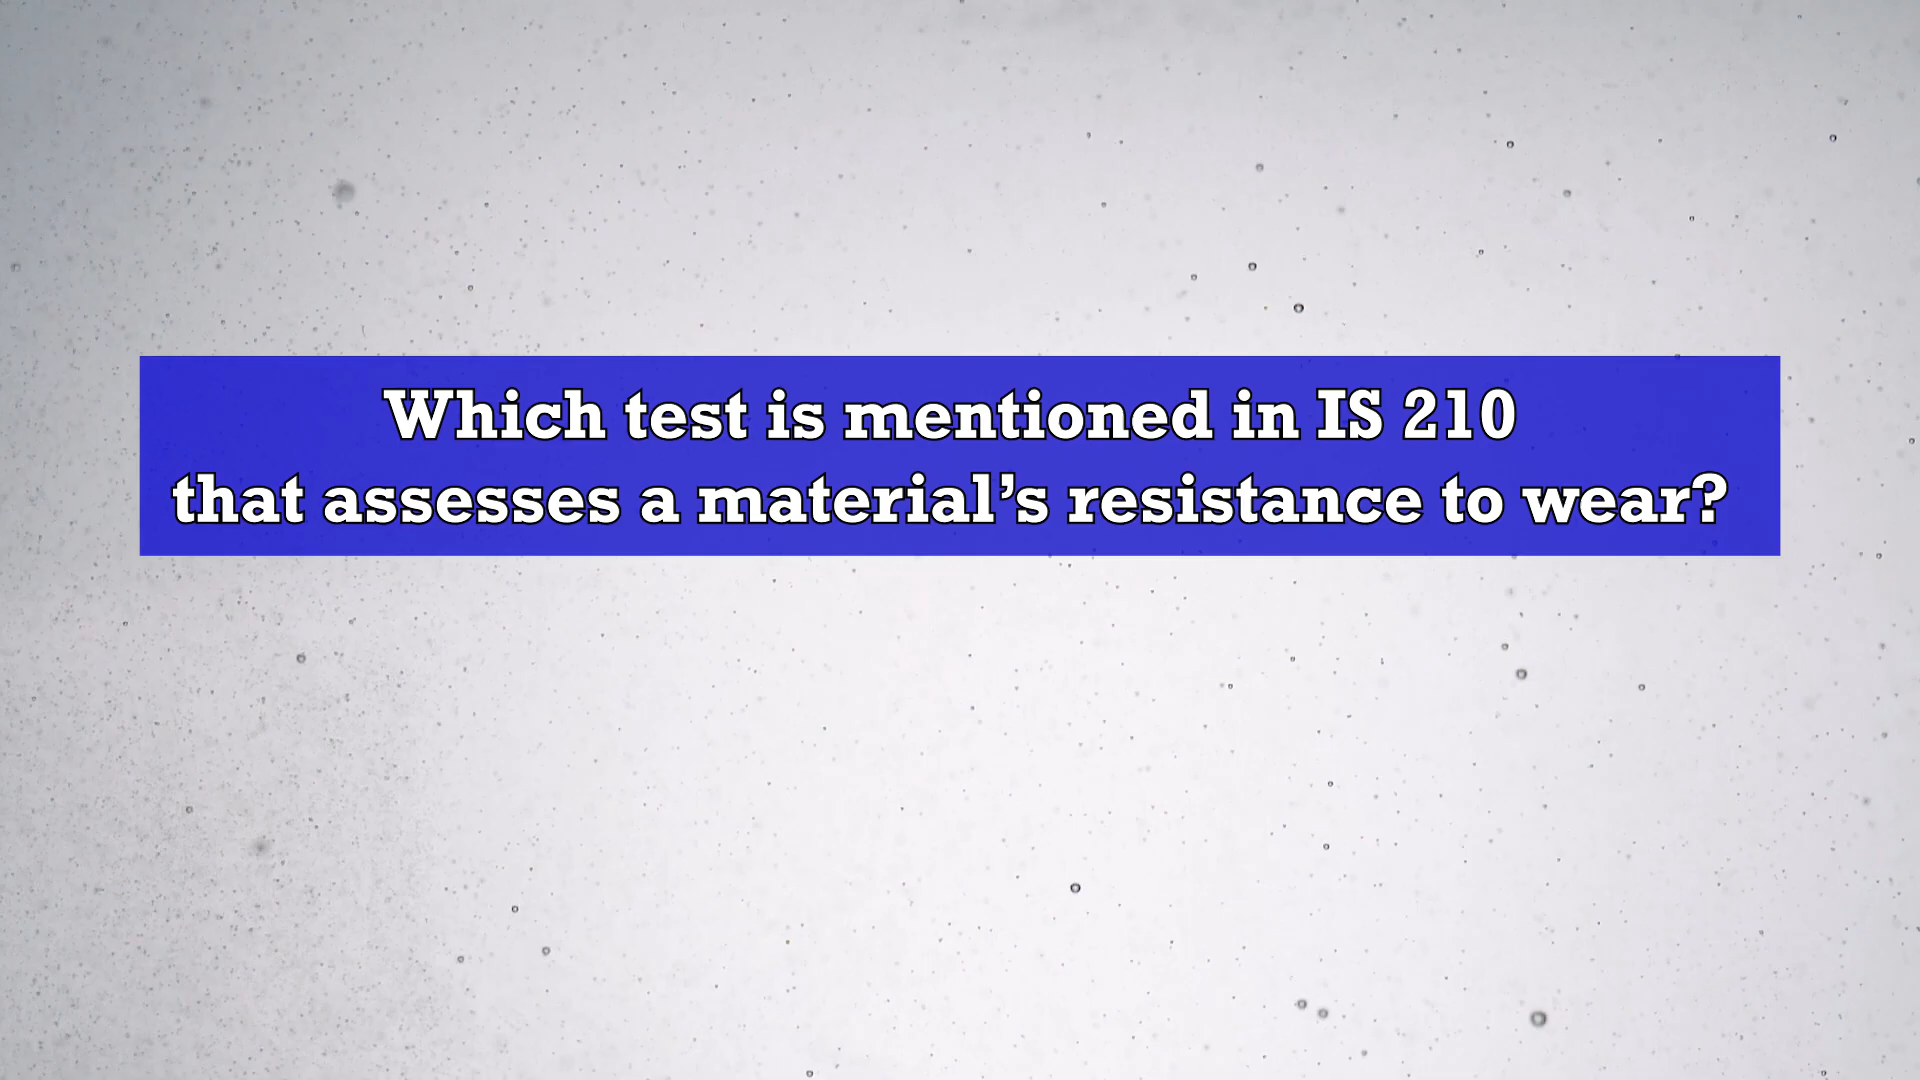 Which test is mentioned in IS 210
that assesses a material’s resistance to wear?